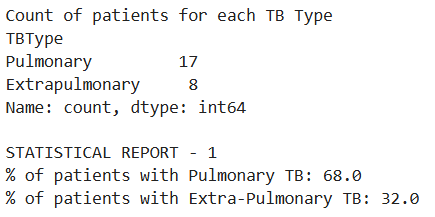 Count of patients for each TB Type
TBType
Pulmonary          17
Extrapulmonary      8
Name: count, dtype: int64

STATISTICAL REPORT - 1
% of patients with Pulmonary TB: 68.0
% of patients with Extra-Pulmonary TB: 32.0